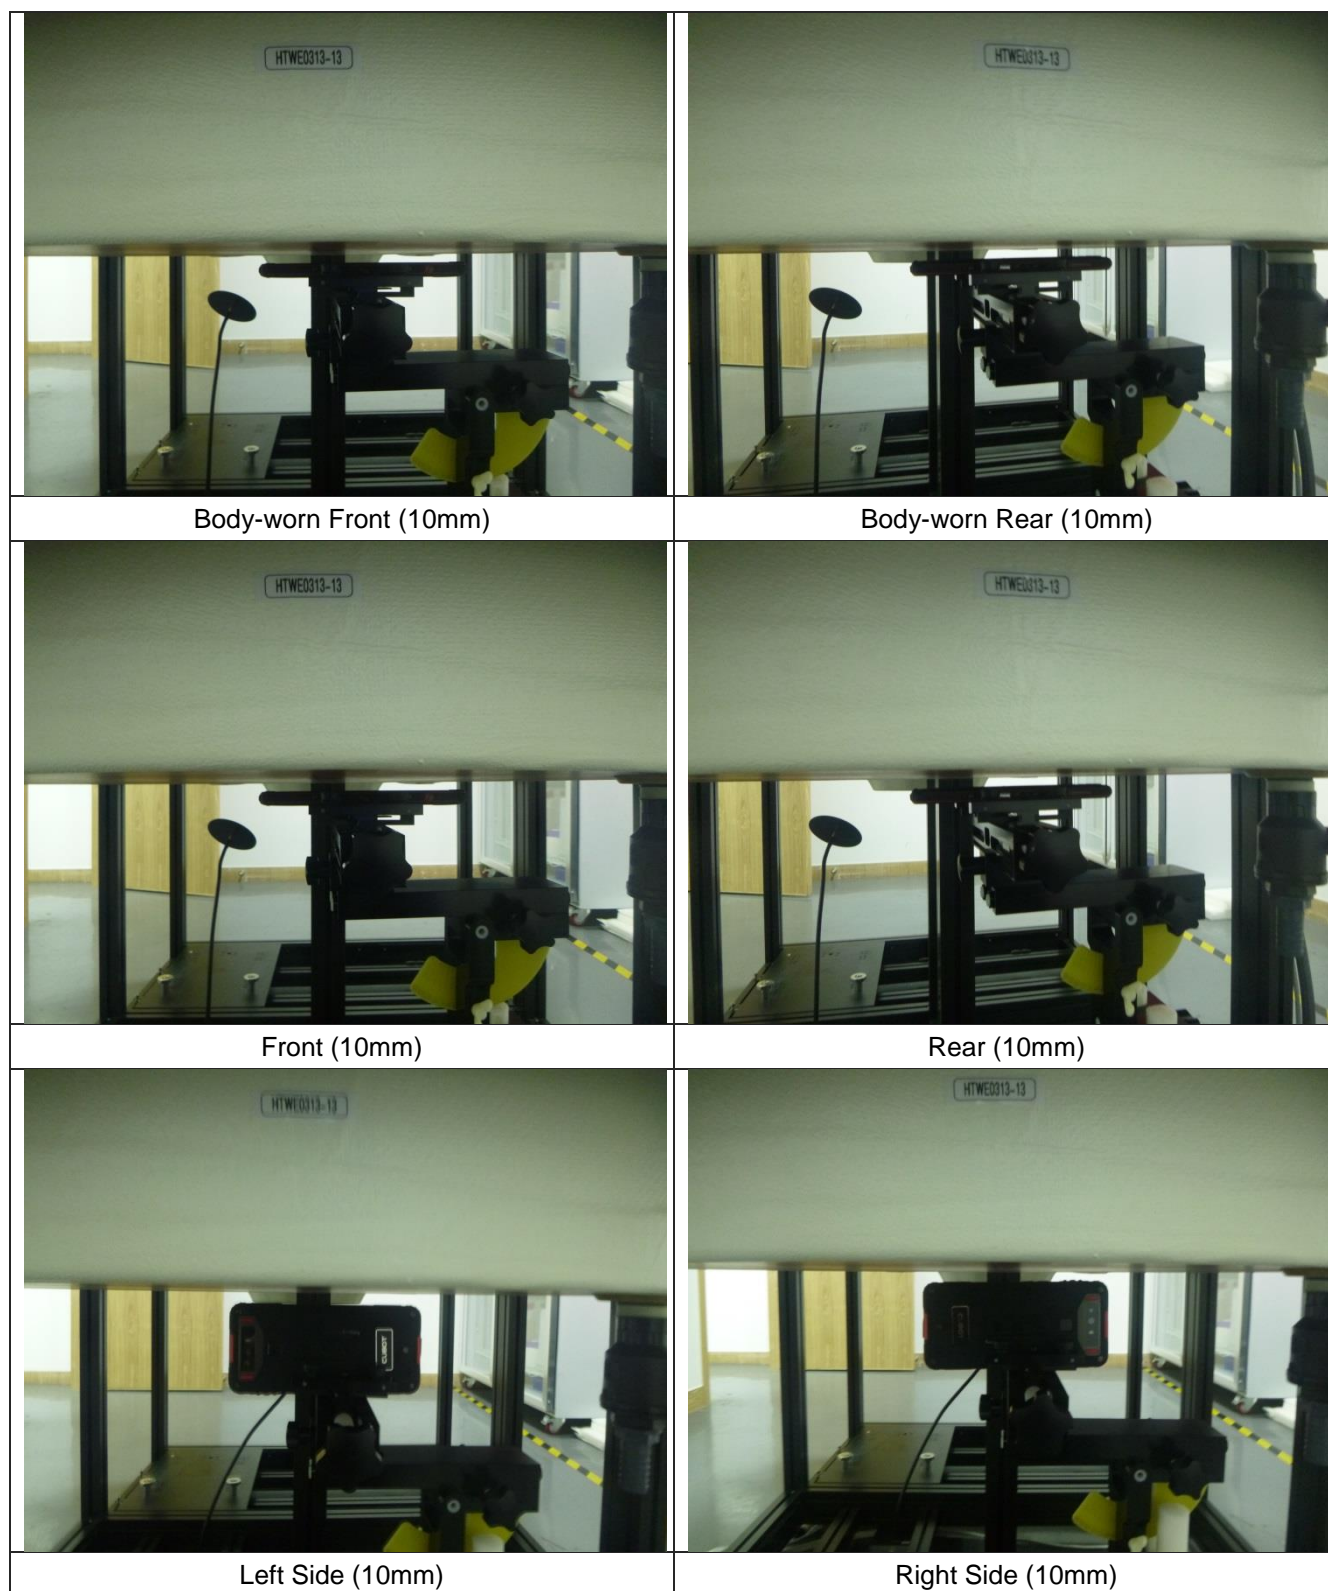 HTWE0313-13
HTWE0313-13
Body-worn Front (10mm)
Body-worn Rear (10mm)
HTWE0313-13
HTWE0313-13
Front (10mm)
Rear (10mm)
HTWE0313-13
HTWE0313-13
CUBOT
Left Side (10mm)
Right Side (10mm)